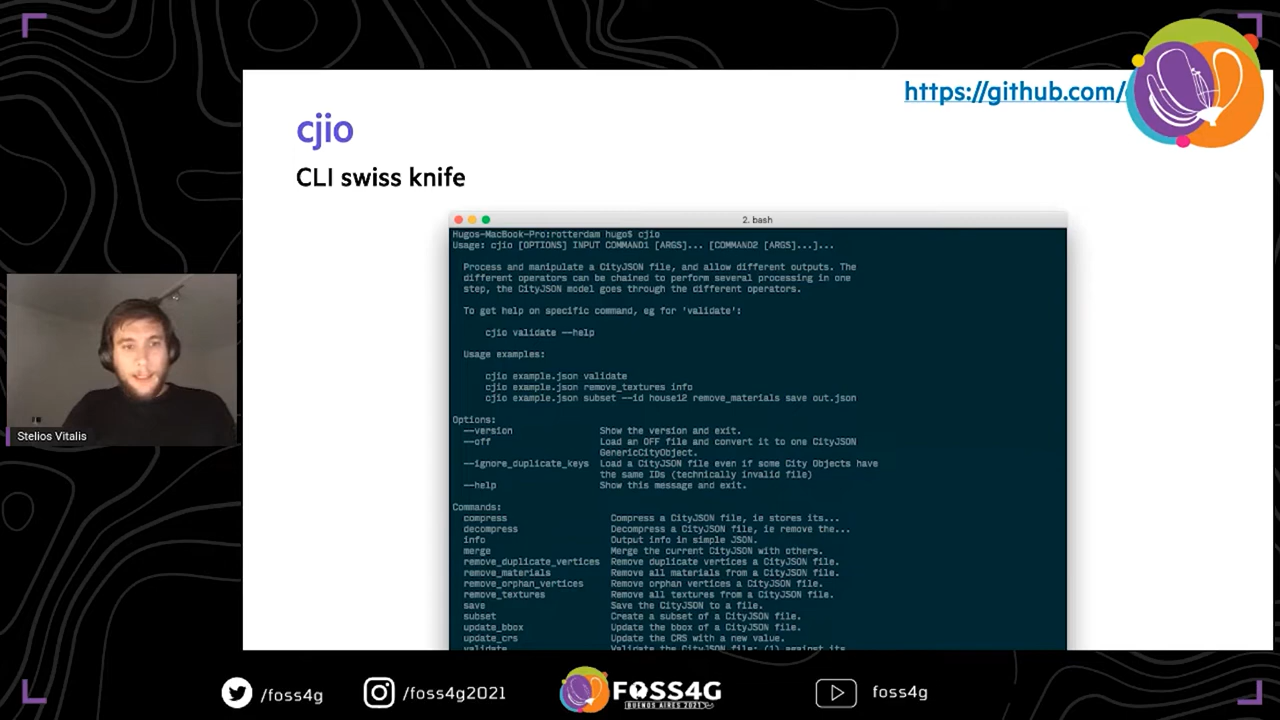 https://github.com/
cjio
CLI swiss knife
2. bash
Hugos-MacBook-Pro:rotterdam hugo$ cjio
Usage: cjio [OPTIONS] INPUT COMMAND1 [ARGS]... [COMMAND2 [ARGS]...]...
Process and manipulate a CityJSON file, and allow different outputs. The
different operators can be chained to perform several processing in one
step, the CityJSON model goes through the different operators.
To get help on specific command, eg for 'validate':
cjio validate --help
Usage examples:
cjio example.json validate
cjio example.json remove_textures info
cjio example.json subset --id house12 remove_materials save out.json
Options:
--version Show the version and exit.
--off Load an OFF file and convert it to one CityJSON
GenericCityObject.
--ignore_duplicate_keys Load a CityJSON file even if some City Objects have
the same IDs (technically invalid file)
--help Show this message and exit.
Commands:
compress Compress a CityJSON file, ie stores its...
decompress Decompress a CityJSON file, ie remove the...
info Output info in simple JSON.
merge Merge the current CityJSON with others.
remove_duplicate_vertices Remove duplicate vertices a CityJSON file.
remove_materials Remove all materials from a CityJSON file.
remove_orphan_vertices Remove orphan vertices a CityJSON file.
remove_textures Remove all textures from a CityJSON file.
save Save the CityJSON to a file.
subset Create a subset of a CityJSON file.
update_bbox Update the bbox of a CityJSON file.
update_crs Update the CRS with a new value.
validate Validate the CityJSON file: (1) against its
Stelios Vitalis
/foss4g
/foss4g2021
FOSS4G
BUENOS AIRES 2021
foss4g